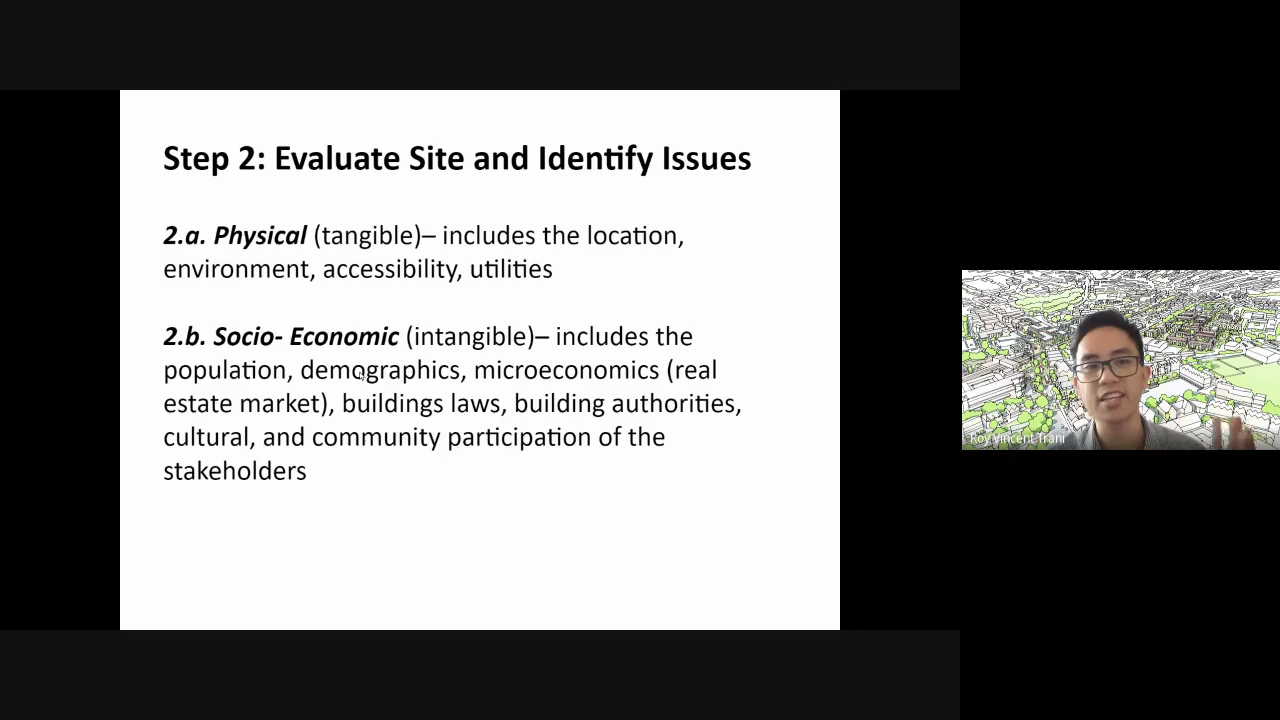 Step 2: Evaluate Site and Identify Issues
2.a. Physical (tangible)– includes the location,
environment, accessibility, utilities
2.b. Socio- Economic (intangible)– includes the
population, demographics, microeconomics (real
estate market), buildings laws, building authorities,
cultural, and community participation of the
stakeholders
Roy Vincent Trani